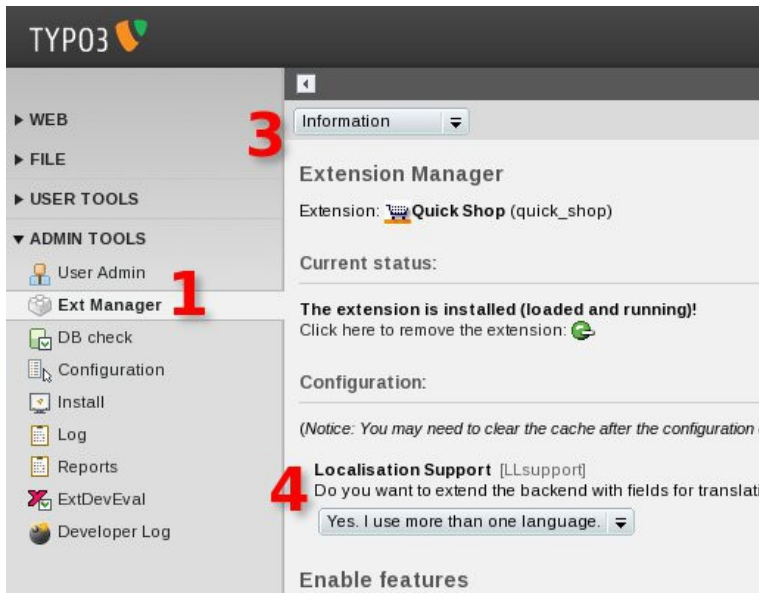 TYPO3
WEB
FILE
USER TOOLS
ADMIN TOOLS
User Admin
Ext Manager 1
DB check
Configuration
Install
Log
Reports
ExtDevEval
Developer Log
3 Information
Extension Manager
Extension: Quick Shop (quick_shop)
Current status:
The extension is installed (loaded and running)!
Click here to remove the extension:
Configuration:
(Notice: You may need to clear the cache after the configuration
4 Localisation Support [LLsupport]
Do you want to extend the backend with fields for translati
Yes. I use more than one language.
Enable features